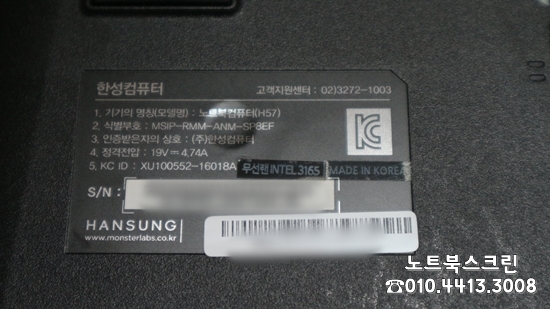 한성컴퓨터
고객지원센터 : 02)3272-1003
1. 기기의 명칭(모델명) : 노트북컴퓨터(H57)
2. 식별부호 : MSIP-RMM-ANM-SP8EF
3. 인증받은자의 상호 : (주)한성컴퓨터
4. 정격전압 : 19V 4.74A
5. KC ID : XU100552-16018A 무선랜 INTEL 3165 MADE IN KOREA
S/N :
HANSUNG
www.monsterlabs.co.kr
노트북스크린
☎010.4413.3008